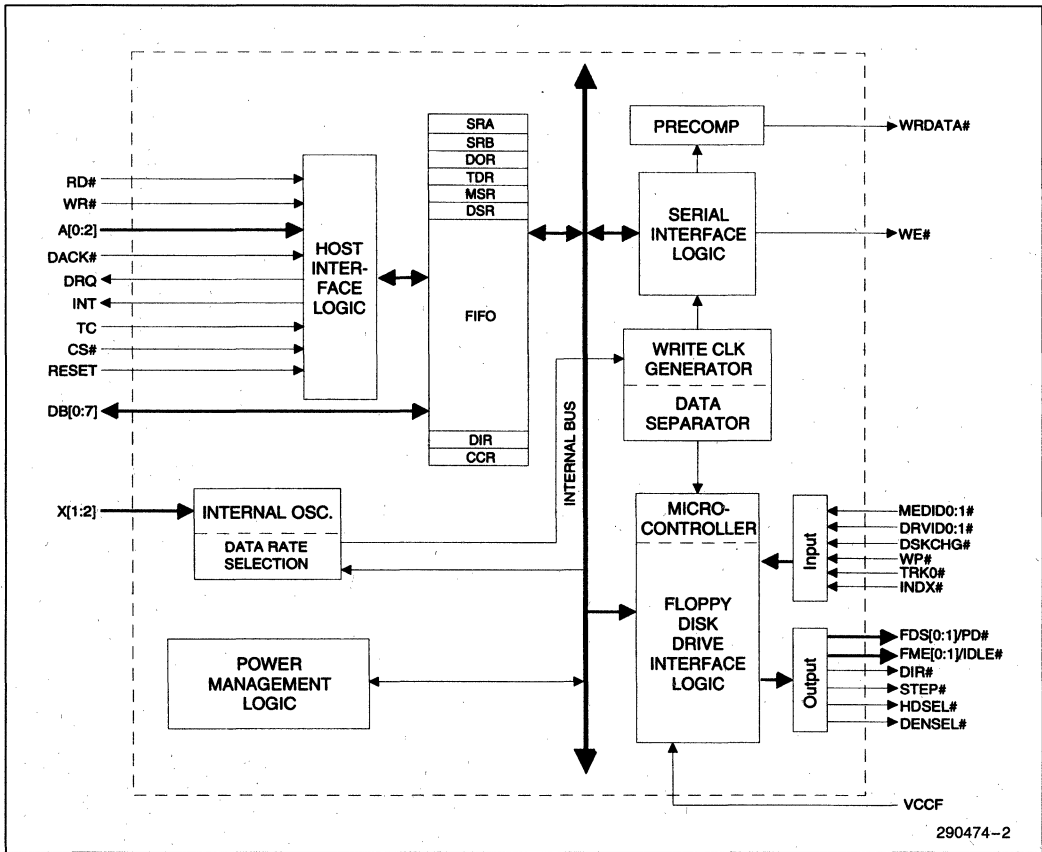 RD#
WR#
A[0:2]
DACK#
DRQ
INT
TC
CS#
RESET
DB[0:7]
X[1:2]
HOST
INTER-
FACE
LOGIC
SRA
SRB
DOR
TDR
MSR
DSR
FIFO
DIR
CCR
INTERNAL OSC.
DATA RATE
SELECTION
POWER
MANAGEMENT
LOGIC
INTERNAL BUS
PRECOMP
SERIAL
INTERFACE
LOGIC
WRITE CLK
GENERATOR
DATA
SEPARATOR
MICRO-
CONTROLLER
FLOPPY
DISK
DRIVE
INTERFACE
LOGIC
Input
Output
WRDATA#
WE#
MEDID0:1#
DRVID0:1#
DSKCHG#
WP#
TRK0#
INDX#
FDS[0:1]/PD#
FME[0:1]/IDLE#
DIR#
STEP#
HDSEL#
DENSEL#
VCCF
290474-2